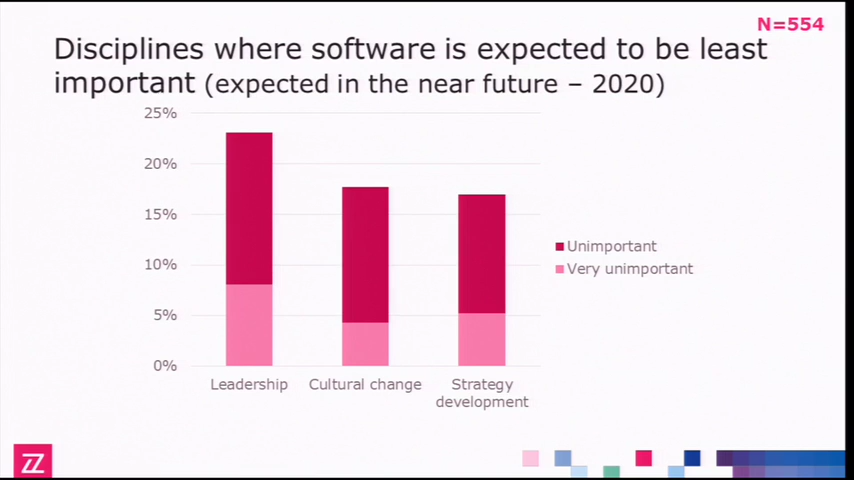 N=554
Disciplines where software is expected to be least
important (expected in the near future – 2020)
25%
20%
15%
10%
5%
0%
Unimportant
Very unimportant
Leadership
Cultural change
Strategy
development